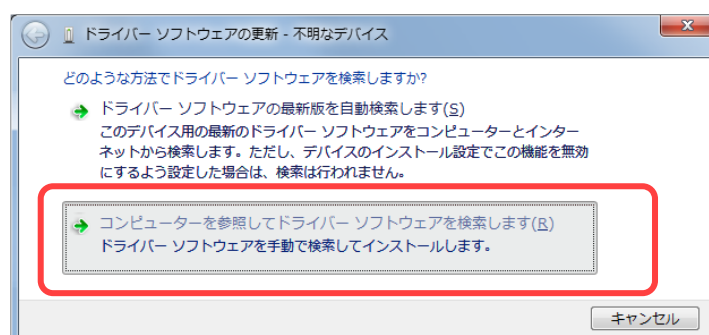 ドライバー ソフトウェアの更新 - 不明なデバイス
どのような方法でドライバー ソフトウェアを検索しますか?
ドライバー ソフトウェアの最新版を自動検索します(S)
このデバイス用の最新のドライバー ソフトウェアをコンピューターとインター
ネットから検索します。ただし、デバイスのインストール設定でこの機能を無効
にするよう設定した場合は、検索は行われません。
コンピューターを参照してドライバー ソフトウェアを検索します(R)
ドライバー ソフトウェアを手動で検索してインストールします。
キャンセル